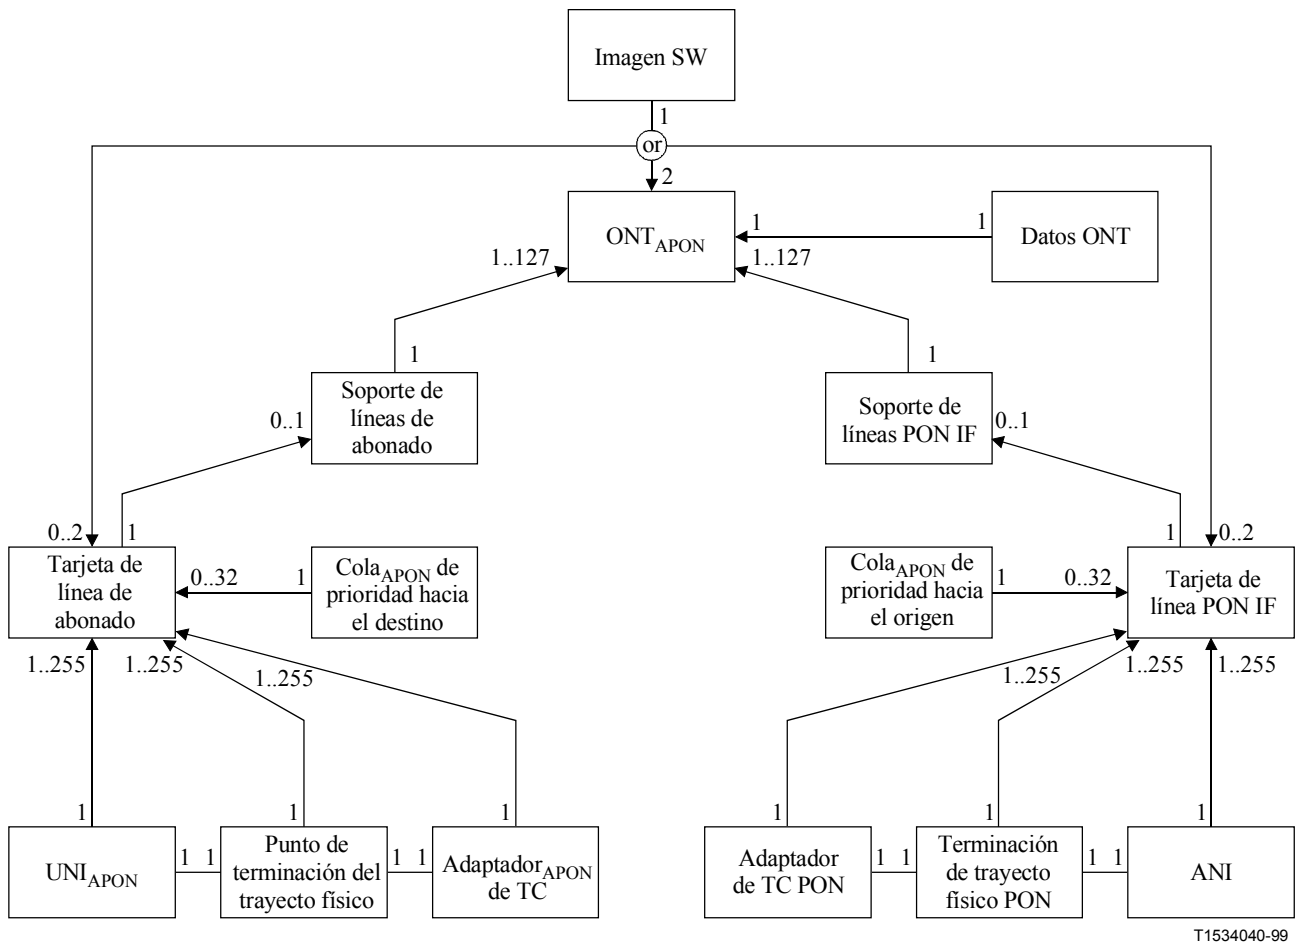 Imagen SW
1
or
2
ONT_APON
1 1
Datos ONT
1..127
1..127
1
1
Soporte de
líneas de
abonado
0..1
Soporte de
líneas PON IF
0..1
0..2
1
1
0..2
Tarjeta de
línea de
abonado
0..32
1
Cola_APON de
prioridad hacia
el destino
Cola_APON de
prioridad hacia
el origen
1
0..32
Tarjeta de
línea PON IF
1..255
1..255
1..255
1..255
1..255
1..255
1
1
1
1
1
1
UNI_APON
1 1
Punto de
terminación del
trayecto físico
1 1
Adaptador_APON
de TC
Adaptador
de TC PON
1 1
Terminación
de trayecto
físico PON
1 1
ANI
T1534040-99